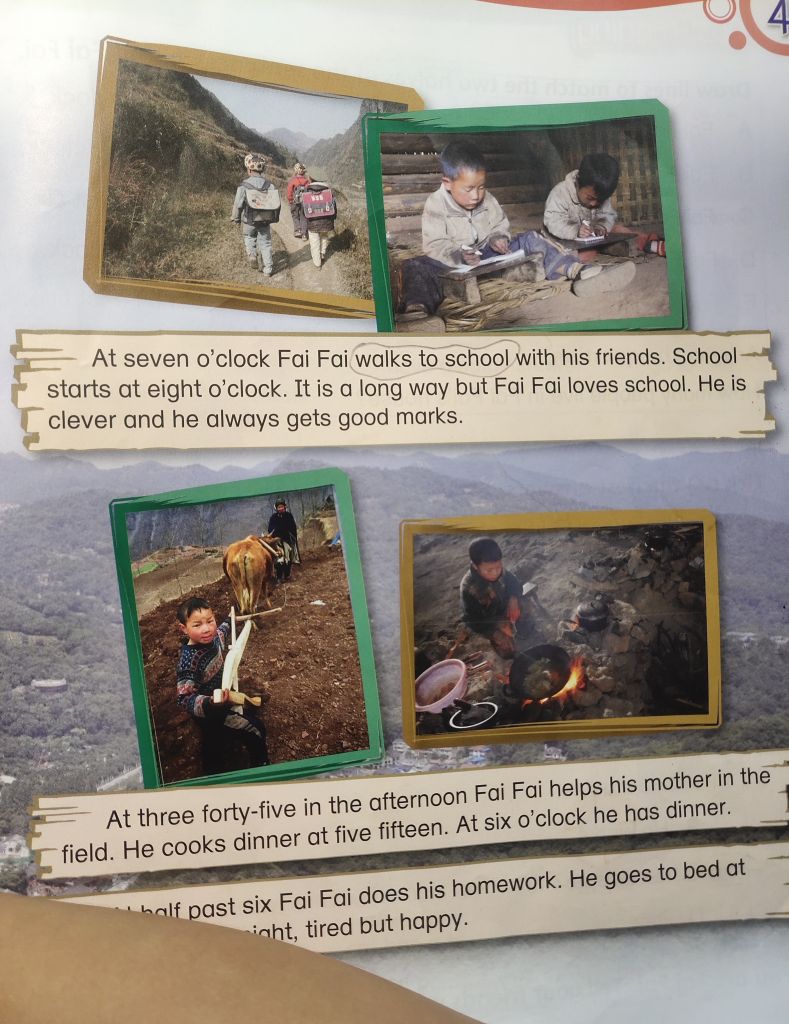 4
At seven o'clock Fai Fai walks to school with his friends. School
starts at eight o'clock. It is a long way but Fai Fai loves school. He is
clever and he always gets good marks.
At three forty-five in the afternoon Fai Fai helps his mother in the
field. He cooks dinner at five fifteen. At six o'clock he has dinner.
half past six Fai Fai does his homework. He goes to bed at
tired but happy.